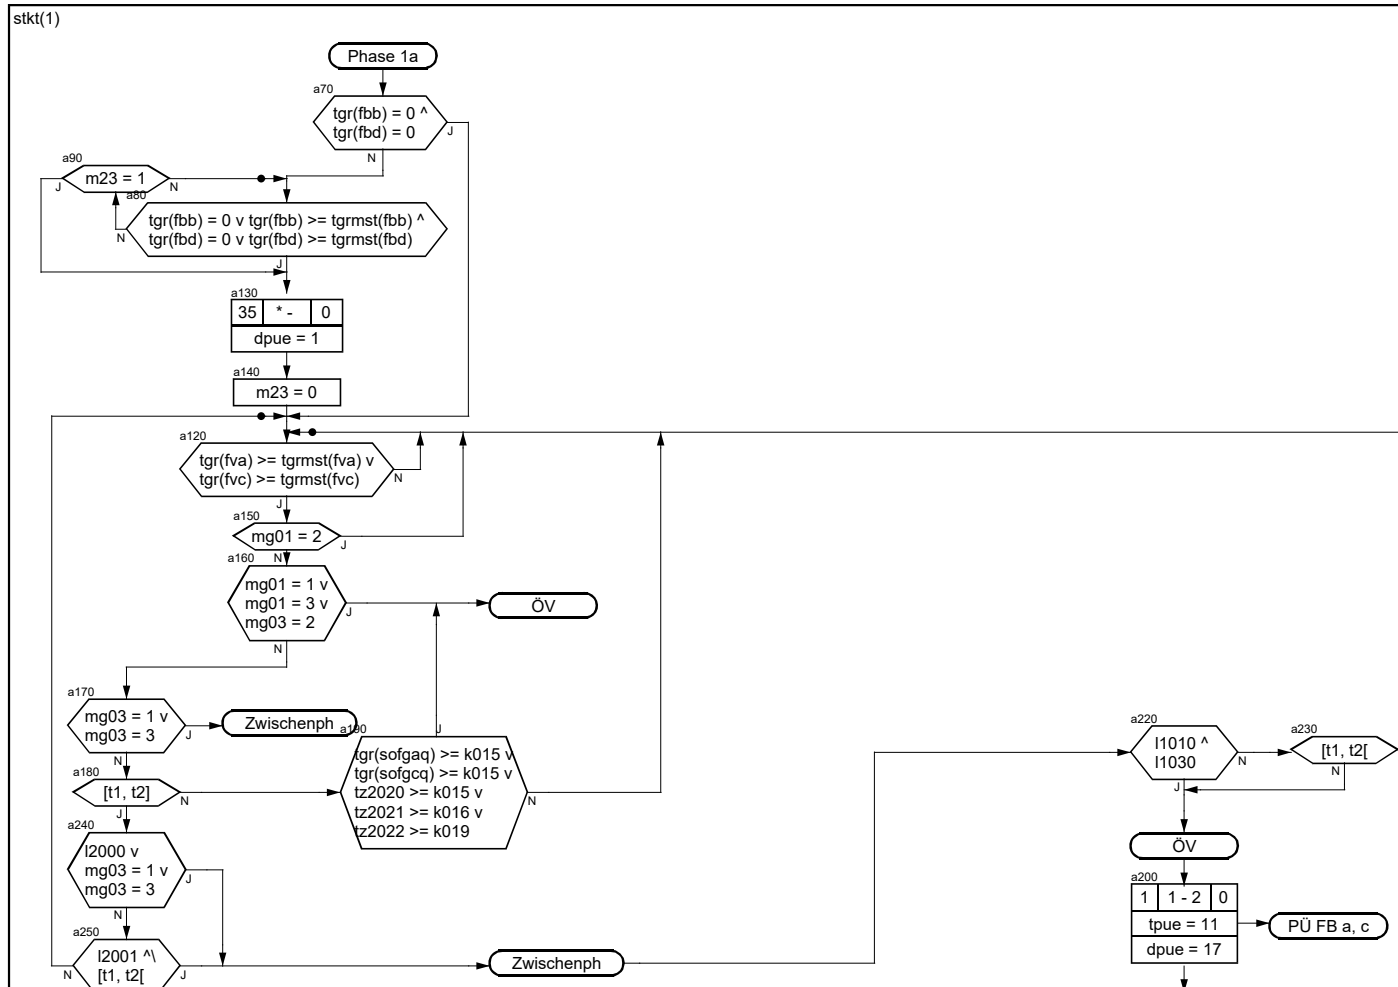 stkt(1)
Phase 1a
a70
tgr(fbb) = 0 ^
tgr(fbd) = 0
J
N
a90
m23 = 1
J
N
a80
tgr(fbb) = 0 v tgr(fbb) >= tgrmst(fbb) ^
tgr(fbd) = 0 v tgr(fbd) >= tgrmst(fbd)
N
J
a130
35 * - 0
dpue = 1
a140
m23 = 0
a120
tgr(fva) >= tgrmst(fva) v
tgr(fvc) >= tgrmst(fvc)
N
J
a150
mg01 = 2
J
N
a160
mg01 = 1 v
mg01 = 3 v
mg03 = 2
J
N
ÖV
a170
mg03 = 1 v
mg03 = 3
J
N
Zwischenph
a180
[t1, t2]
N
J
a190
tgr(sofgaq) >= k015 v
tgr(sofgcq) >= k015 v
tz2020 >= k015 v
tz2021 >= k016 v
tz2022 >= k019
J
N
a240
l2000 v
mg03 = 1 v
mg03 = 3
J
N
a250
l2001 ^\
[t1, t2[
N
J
Zwischenph
a220
l1010 ^
l1030
N
J
a230
[t1, t2[
N
ÖV
a200
1 1 - 2 0
tpue = 11
dpue = 17
PÜ FB a, c